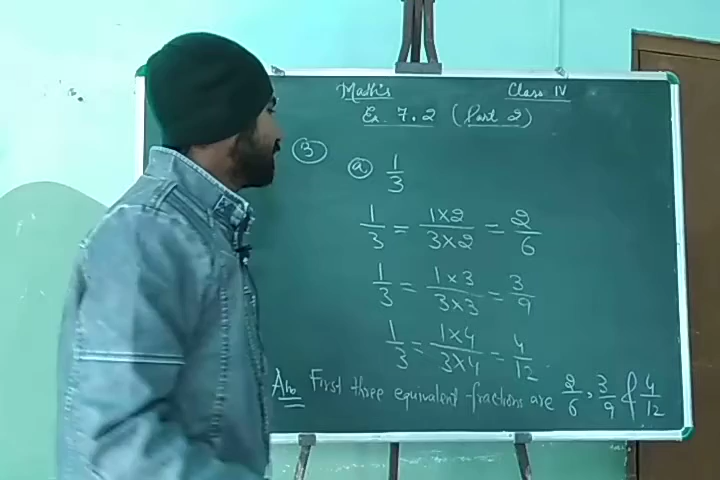 Maths Class IV
Ex. 7.2 (Part 2)
③ ⓐ 1/3
1/3 = 1×2/3×2 = 2/6
1/3 = 1×3/3×3 = 3/9
1/3 = 1×4/3×4 = 4/12
Ans First three equivalent fractions are 2/6, 3/9 & 4/12